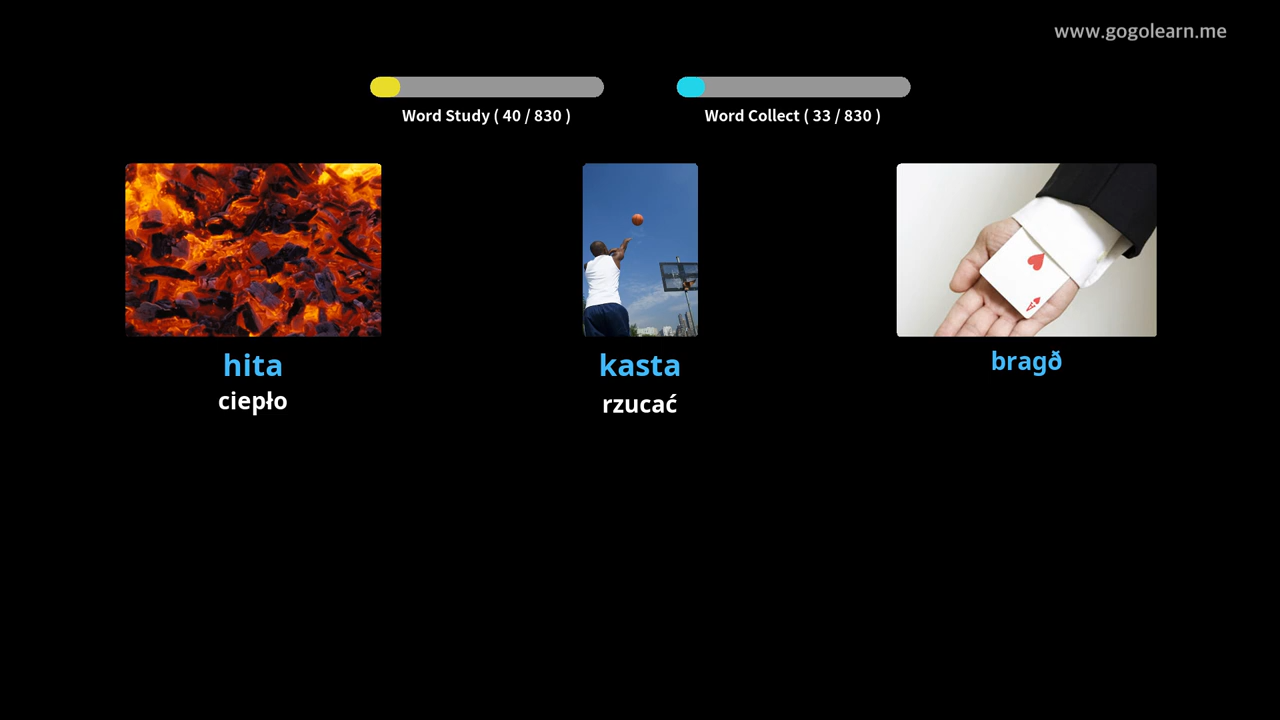 www.gogolearn.me
Word Study ( 40 / 830 )
Word Collect ( 33 / 830 )
hita
ciepło
kasta
rzucać
bragð
A